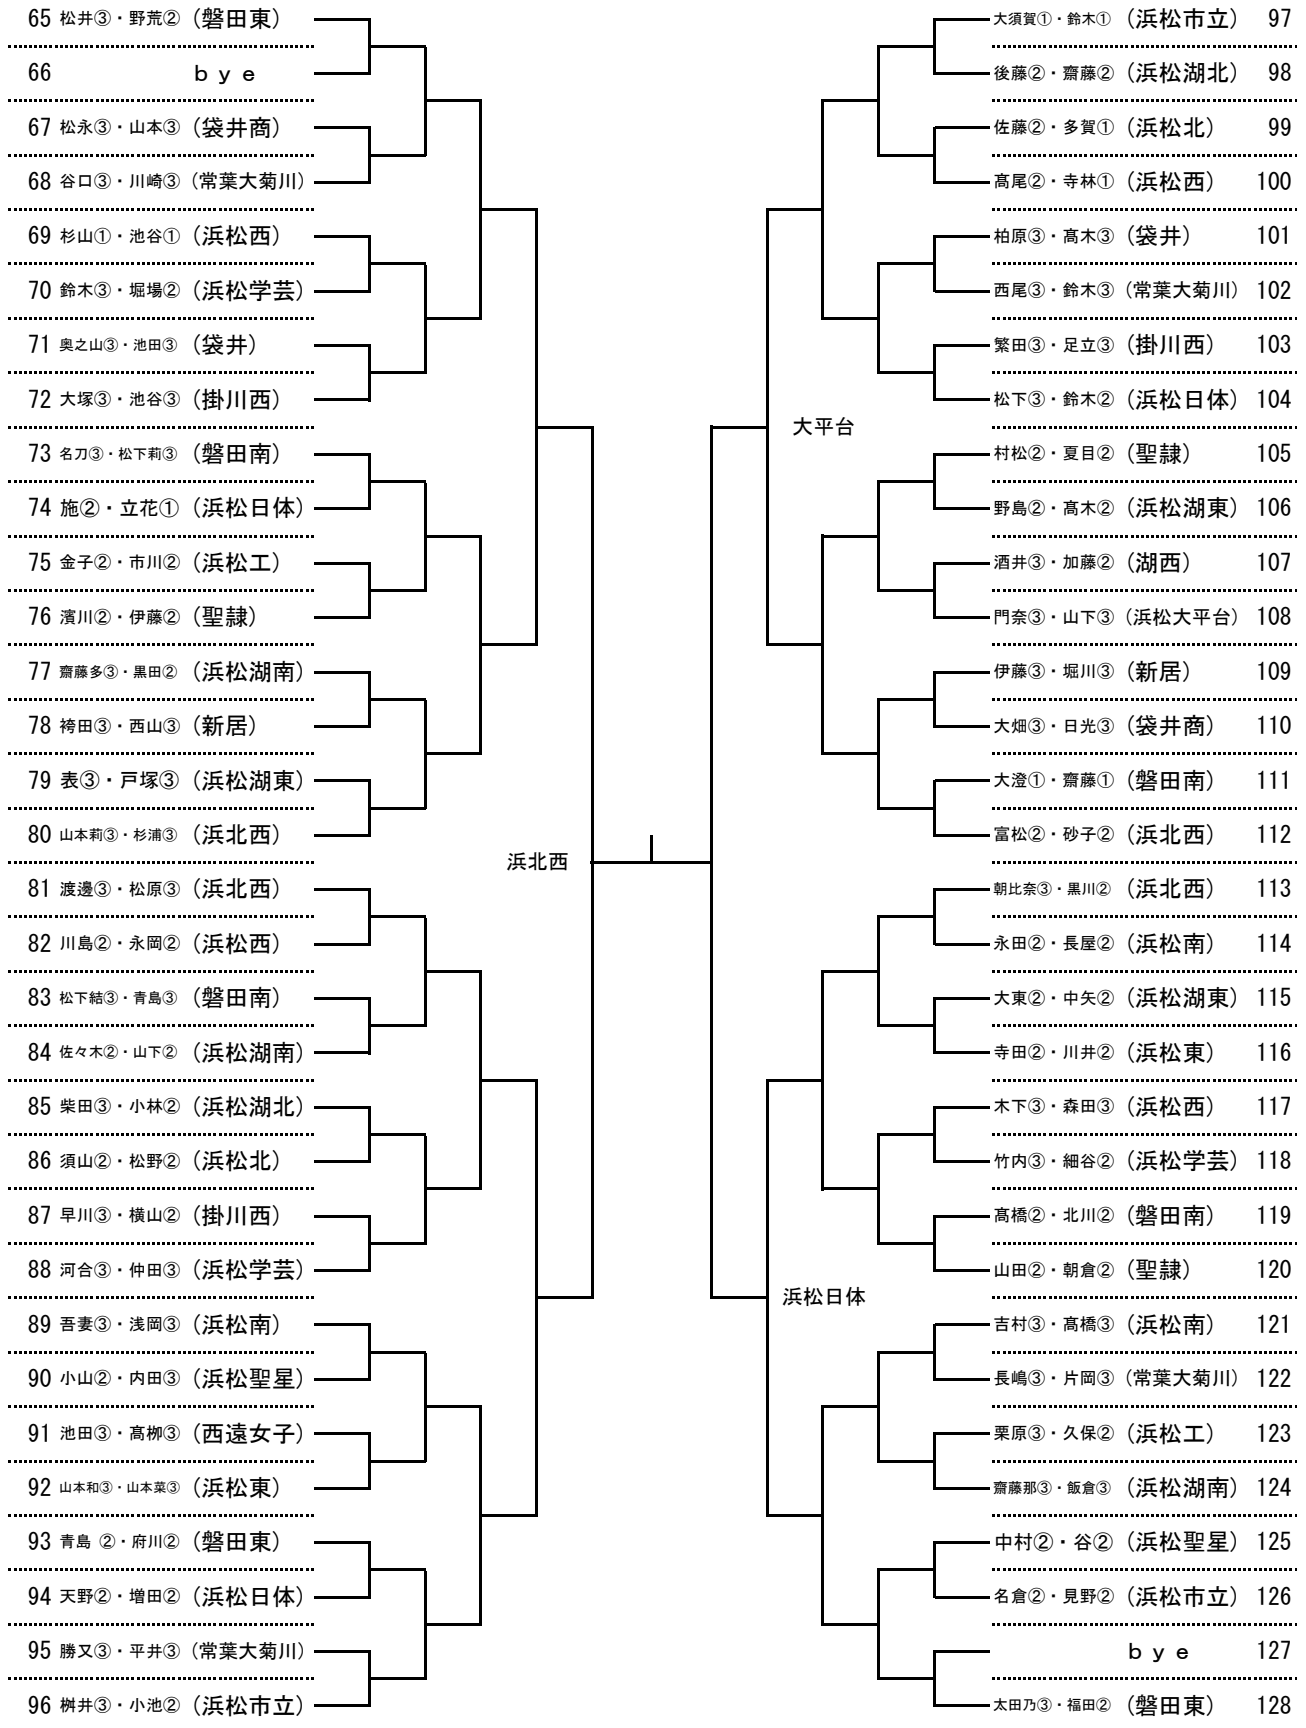 65 松井③・野荒② (磐田東)
66 ｂｙｅ
67 松永③・山本③ (袋井商)
68 谷口③・川崎③ (常葉大菊川)
69 杉山①・池谷① (浜松西)
70 鈴木③・堀場② (浜松学芸)
71 奥之山③・池田③ (袋井)
72 大塚③・池谷③ (掛川西)
73 名刀③・松下莉③ (磐田南)
74 施②・立花① (浜松日体)
75 金子②・市川② (浜松工)
76 濱川②・伊藤② (聖隷)
77 齋藤多③・黒田② (浜松湖南)
78 袴田③・西山③ (新居)
79 表③・戸塚③ (浜松湖東)
80 山本莉③・杉浦③ (浜北西)
浜北西
81 渡邊③・松原③ (浜北西)
82 川島②・永岡② (浜松西)
83 松下結③・青島③ (磐田南)
84 佐々木②・山下② (浜松湖南)
85 柴田③・小林② (浜松湖北)
86 須山②・松野② (浜松北)
87 早川③・横山② (掛川西)
88 河合③・仲田③ (浜松学芸)
89 吾妻③・浅岡③ (浜松南)
90 小山②・内田③ (浜松聖星)
91 池田③・髙栁③ (西遠女子)
92 山本和③・山本菜③ (浜松東)
93 青島 ②・府川② (磐田東)
94 天野②・増田② (浜松日体)
95 勝又③・平井③ (常葉大菊川)
96 桝井③・小池② (浜松市立)
大須賀①・鈴木① (浜松市立) 97
後藤②・齋藤② (浜松湖北) 98
佐藤②・多賀① (浜松北) 99
髙尾②・寺林① (浜松西) 100
柏原③・髙木③ (袋井) 101
西尾③・鈴木③ (常葉大菊川) 102
繁田③・足立③ (掛川西) 103
松下③・鈴木② (浜松日体) 104
大平台
村松②・夏目② (聖隷) 105
野島②・髙木② (浜松湖東) 106
酒井③・加藤② (湖西) 107
門奈③・山下③ (浜松大平台) 108
伊藤③・堀川③ (新居) 109
大畑③・日光③ (袋井商) 110
大澄①・齋藤① (磐田南) 111
富松②・砂子② (浜北西) 112
朝比奈③・黒川② (浜北西) 113
永田②・長屋② (浜松南) 114
大東②・中矢② (浜松湖東) 115
寺田②・川井② (浜松東) 116
木下③・森田③ (浜松西) 117
竹内③・細谷② (浜松学芸) 118
髙橋②・北川② (磐田南) 119
山田②・朝倉② (聖隷) 120
浜松日体
吉村③・髙橋③ (浜松南) 121
長嶋③・片岡③ (常葉大菊川) 122
栗原③・久保② (浜松工) 123
齋藤那③・飯倉③ (浜松湖南) 124
中村②・谷② (浜松聖星) 125
名倉②・見野② (浜松市立) 126
ｂｙｅ 127
太田乃③・福田② (磐田東) 128